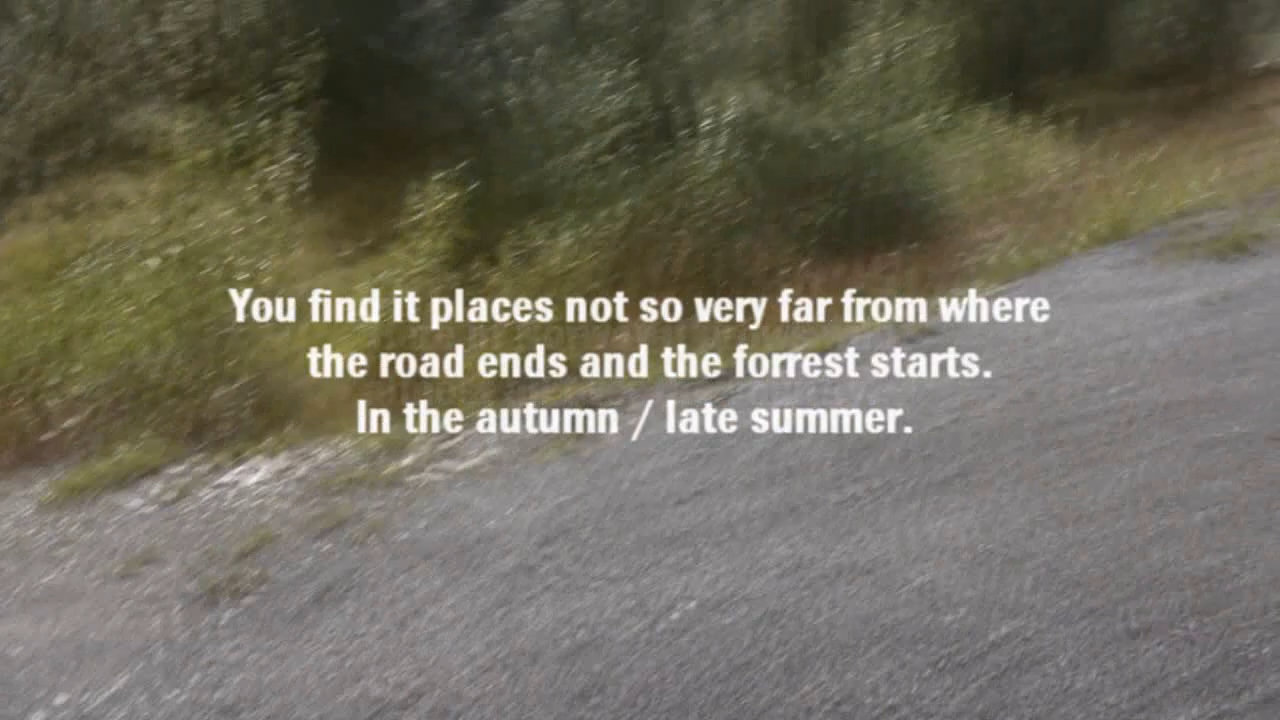 You find it places not so very far from where
the road ends and the forrest starts.
In the autumn / late summer.